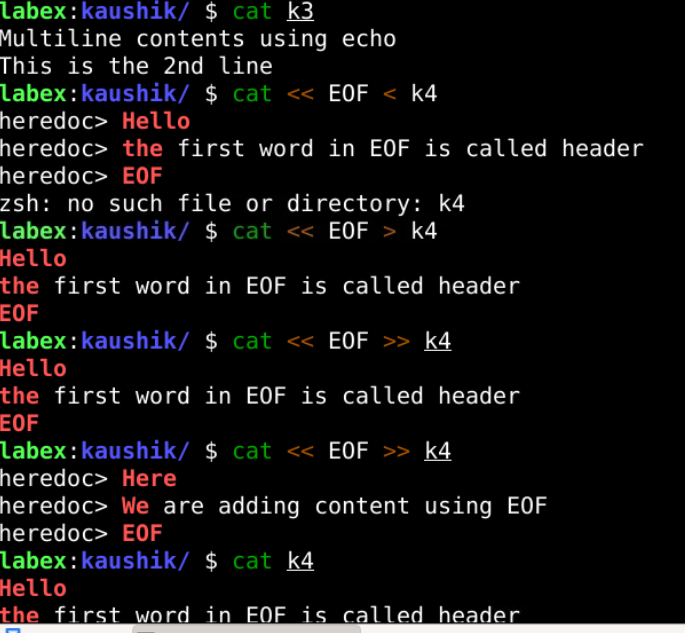 labex:kaushik/ $ cat k3
Multiline contents using echo
This is the 2nd line
labex:kaushik/ $ cat << EOF < k4
heredoc> Hello
heredoc> the first word in EOF is called header
heredoc> EOF
zsh: no such file or directory: k4
labex:kaushik/ $ cat << EOF > k4
Hello
the first word in EOF is called header
EOF
labex:kaushik/ $ cat << EOF >> k4
Hello
the first word in EOF is called header
EOF
labex:kaushik/ $ cat << EOF >> k4
heredoc> Here
heredoc> We are adding content using EOF
heredoc> EOF
labex:kaushik/ $ cat k4
Hello
the first word in EOF is called header